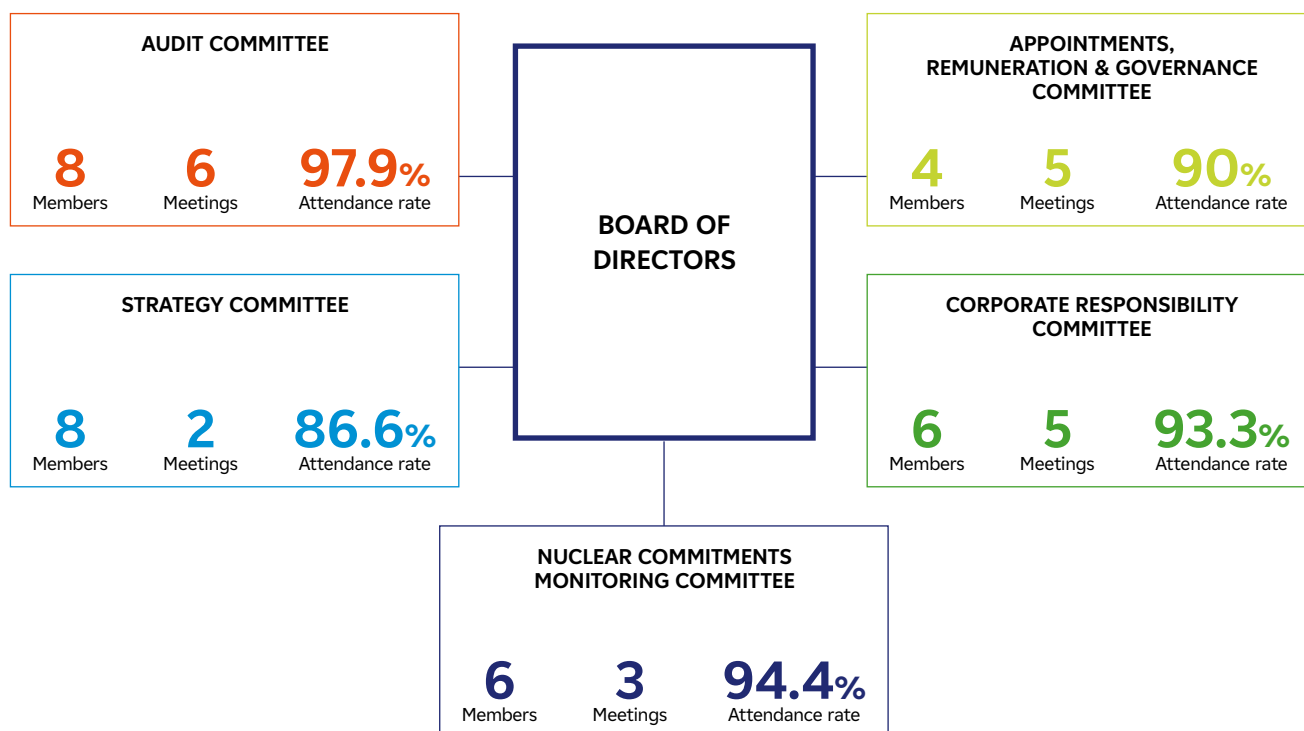 AUDIT COMMITTEE
8 6 97.9%
Members Meetings Attendance rate
APPOINTMENTS,
REMUNERATION & GOVERNANCE
COMMITTEE
4 5 90%
Members Meetings Attendance rate
BOARD OF
DIRECTORS
STRATEGY COMMITTEE
8 2 86.6%
Members Meetings Attendance rate
CORPORATE RESPONSIBILITY
COMMITTEE
6 5 93.3%
Members Meetings Attendance rate
NUCLEAR COMMITMENTS
MONITORING COMMITTEE
6 3 94.4%
Members Meetings Attendance rate